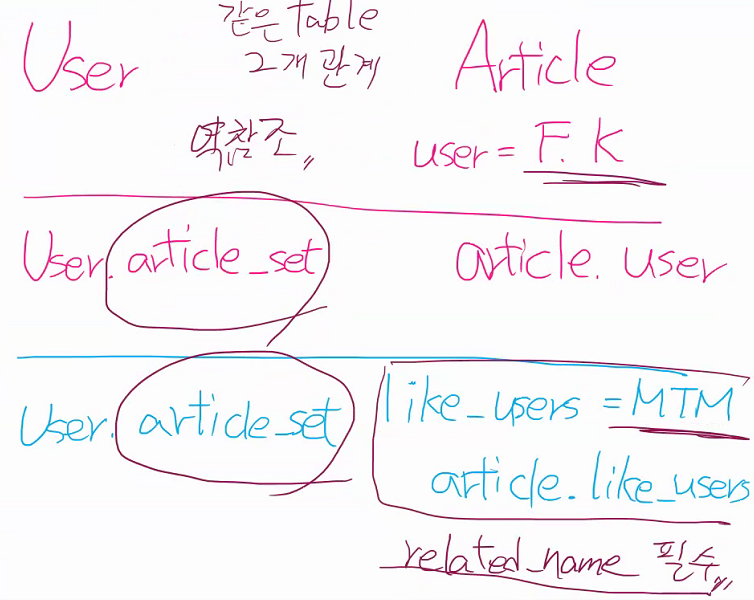 같은 Table
User 2개 관계 Article
역참조〃 user = F.K
User.article_set article.user
User.article_set like_users = MTM
article.like_users
related_name 필수〃